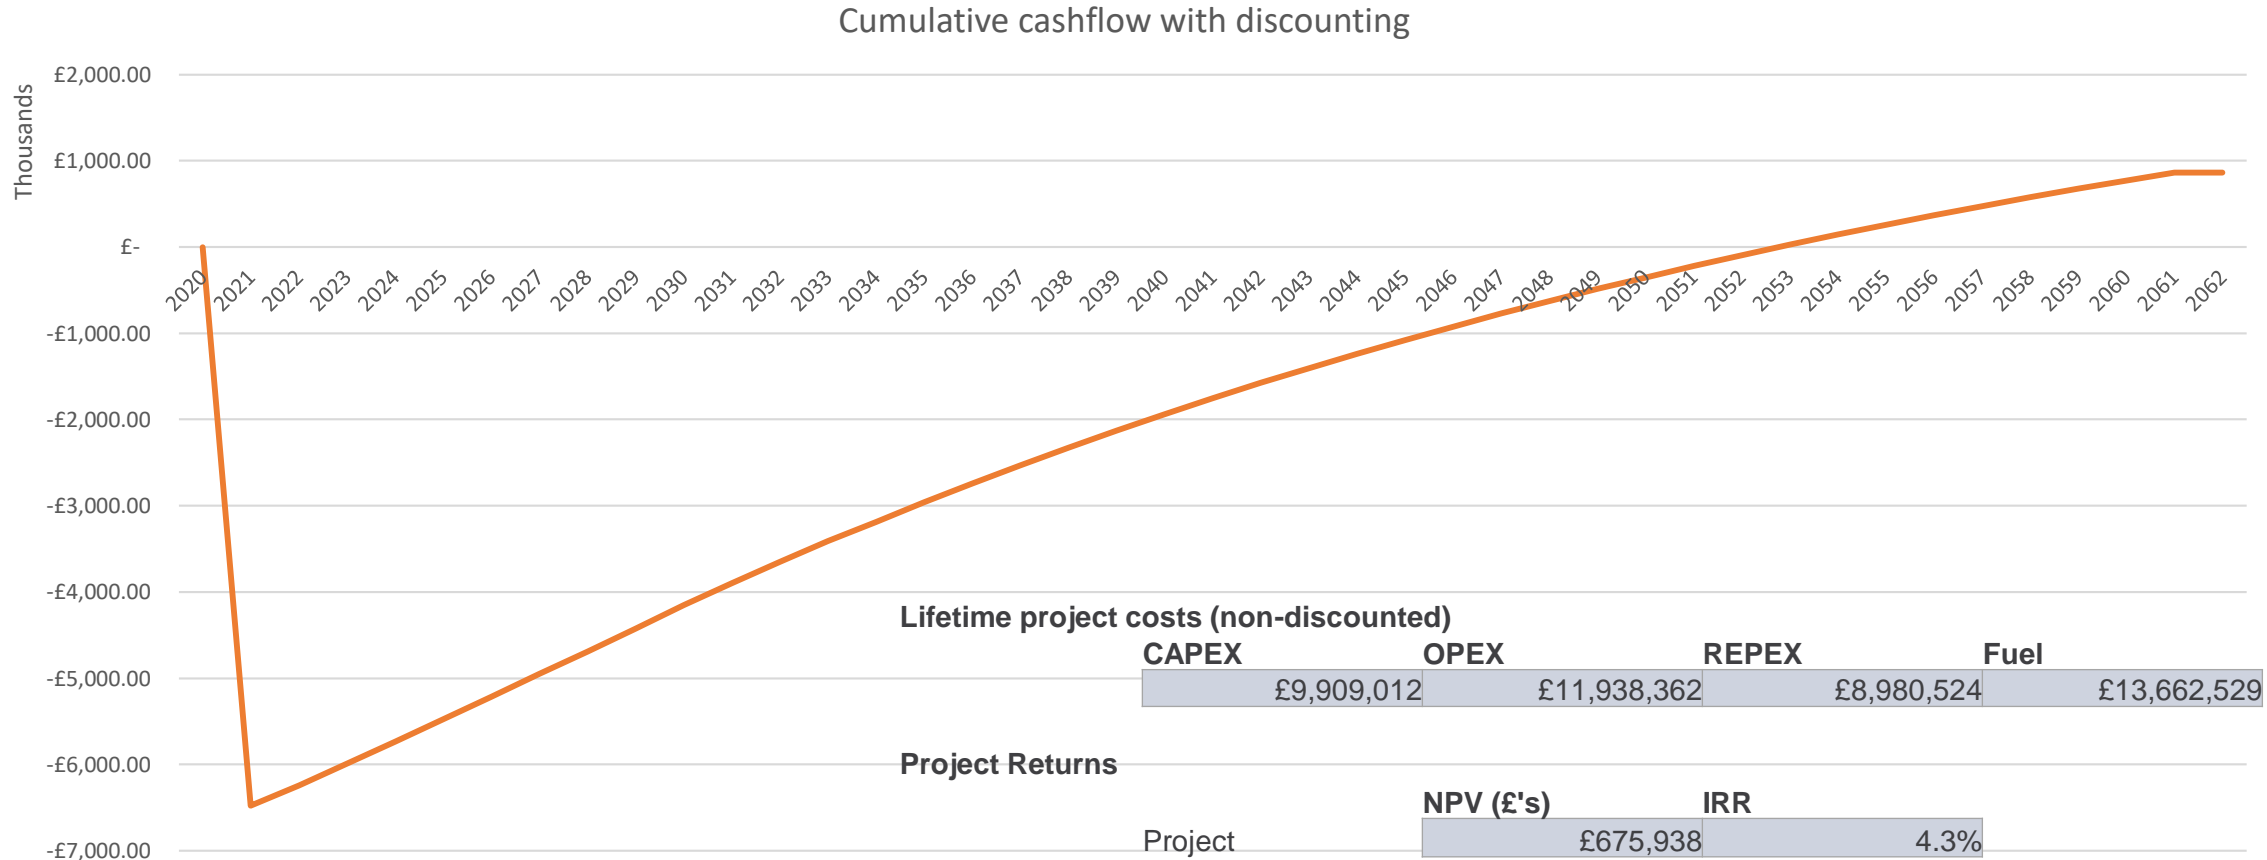 Cumulative cashflow with discounting
Thousands
£2,000.00
£1,000.00
£-
-£1,000.00
-£2,000.00
-£3,000.00
-£4,000.00
-£5,000.00
-£6,000.00
-£7,000.00
2020 2021 2022 2023 2024 2025 2026 2027 2028 2029 2030 2031 2032 2033 2034 2035 2036 2037 2038 2039 2040 2041 2042 2043 2044 2045 2046 2047 2048 2049 2050 2051 2052 2053 2054 2055 2056 2057 2058 2059 2060 2061 2062
Lifetime project costs (non-discounted)
CAPEX OPEX REPEX Fuel
£9,909,012 £11,938,362 £8,980,524 £13,662,529
Project Returns
NPV (£'s) IRR
Project £675,938 4.3%